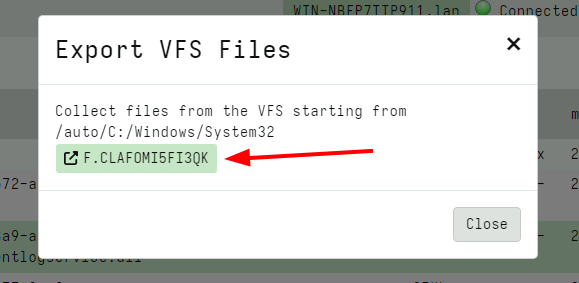 WIN-NBFP7TTP911.lan Connected
Export VFS Files
×
Collect files from the VFS starting from
/auto/C:/Windows/System32
F.CLAFOMI5FI3QK
Close